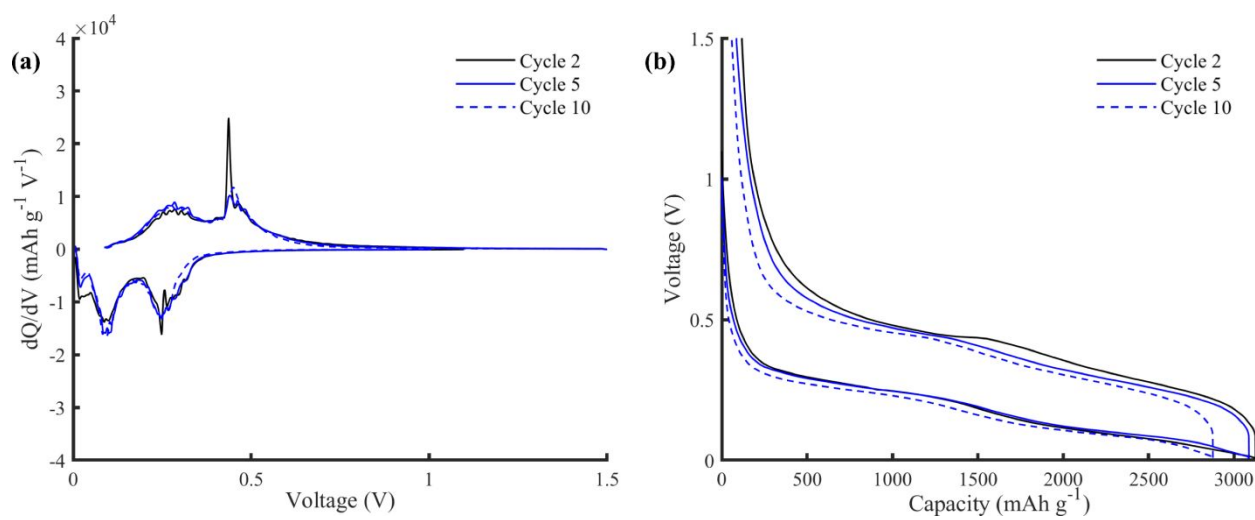 (a)
×10⁴
4
3
2
1
0
-1
-2
-3
-4
dQ/dV (mAh g⁻¹ V⁻¹)
Cycle 2
Cycle 5
Cycle 10
0 0.5 1 1.5
Voltage (V)
(b)
1.5
1
0.5
0
Voltage (V)
Cycle 2
Cycle 5
Cycle 10
0 500 1000 1500 2000 2500 3000
Capacity (mAh g⁻¹)